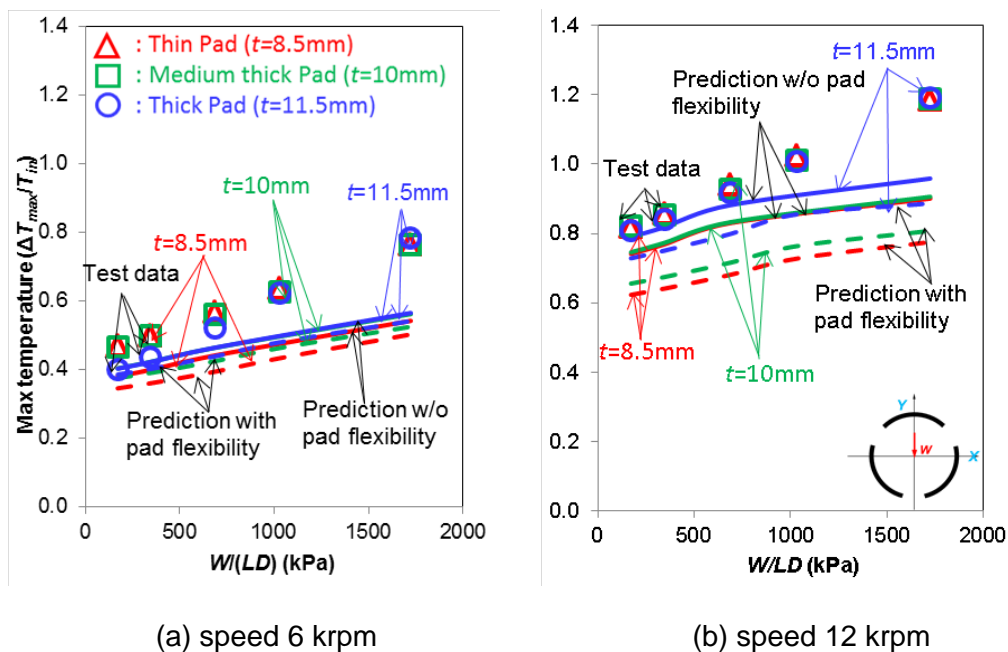 1.4
1.2
1.0
0.8
0.6
0.4
0.2
0.0
Max temperature (ΔT_max/T_in)
: Thin Pad (t=8.5mm)
: Medium thick Pad (t=10mm)
: Thick Pad (t=11.5mm)
t=10mm
t=11.5mm
t=8.5mm
Test data
Prediction with
pad flexibility
Prediction w/o
pad flexibility
0 500 1000 1500 2000
W/(LD) (kPa)
(a) speed 6 krpm
1.4
1.2
1.0
0.8
0.6
0.4
0.2
0.0
t=11.5mm
Prediction w/o pad
flexibility
Test data
Prediction with
pad flexibility
t=8.5mm
t=10mm
Y
W
X
0 500 1000 1500 2000
W/LD (kPa)
(b) speed 12 krpm